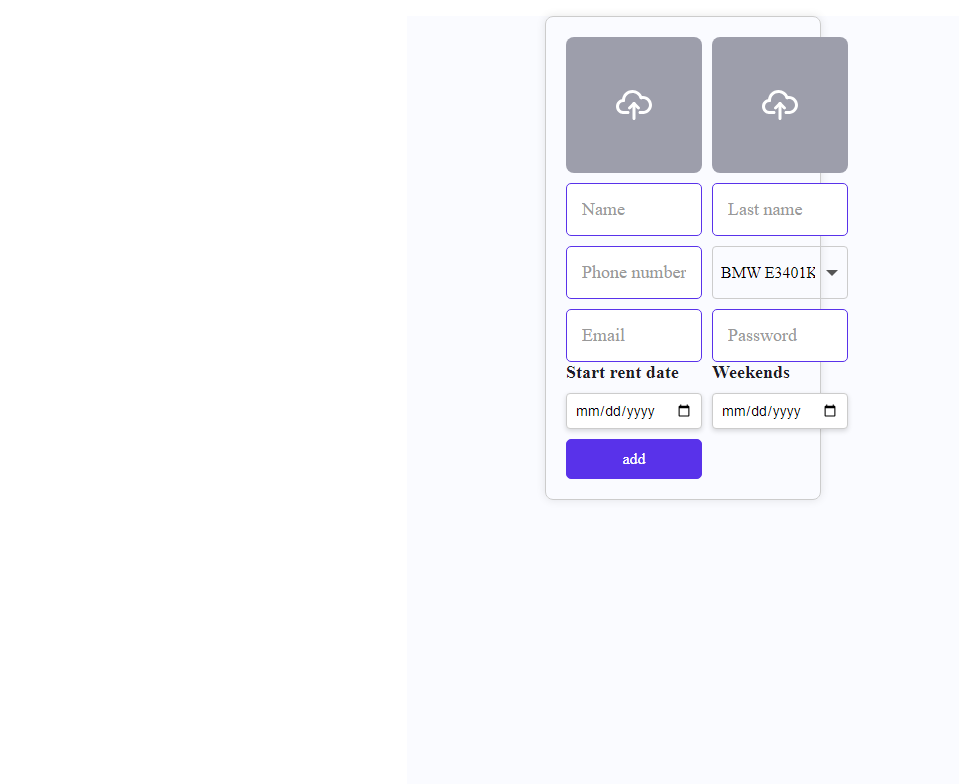 Name
Last name
Phone number
BMW E3401K
Email
Password
Start rent date
Weekends
mm/dd/yyyy
mm/dd/yyyy
add